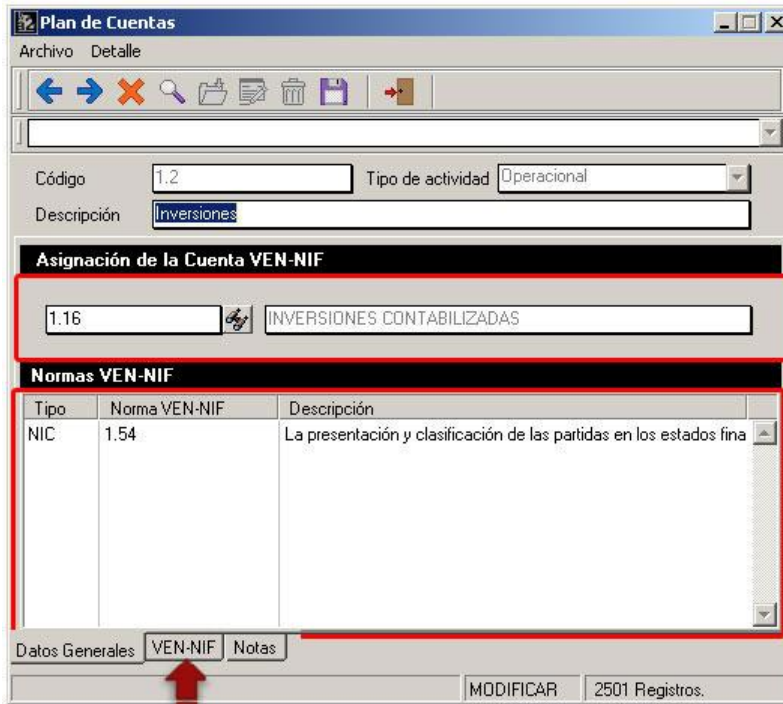 Plan de Cuentas
Archivo Detalle
Código 1.2 Tipo de actividad Operacional
Descripción Inversiones
Asignación de la Cuenta VEN-NIF
1.16 INVERSIONES CONTABILIZADAS
Normas VEN-NIF
Tipo Norma VEN-NIF Descripción
NIC 1.54 La presentación y clasificación de las partidas en los estados fina
Datos Generales VEN-NIF Notas
MODIFICAR 2501 Registros.